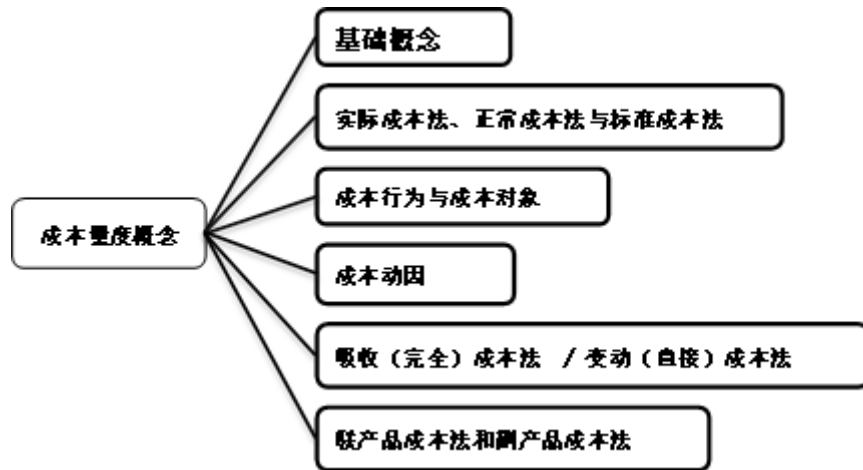 基础概念
实际成本法、正常成本法与标准成本法
成本行为与成本对象
成本量度概念
成本动因
吸收（完全）成本法 / 变动（直接）成本法
联产品成本法和副产品成本法